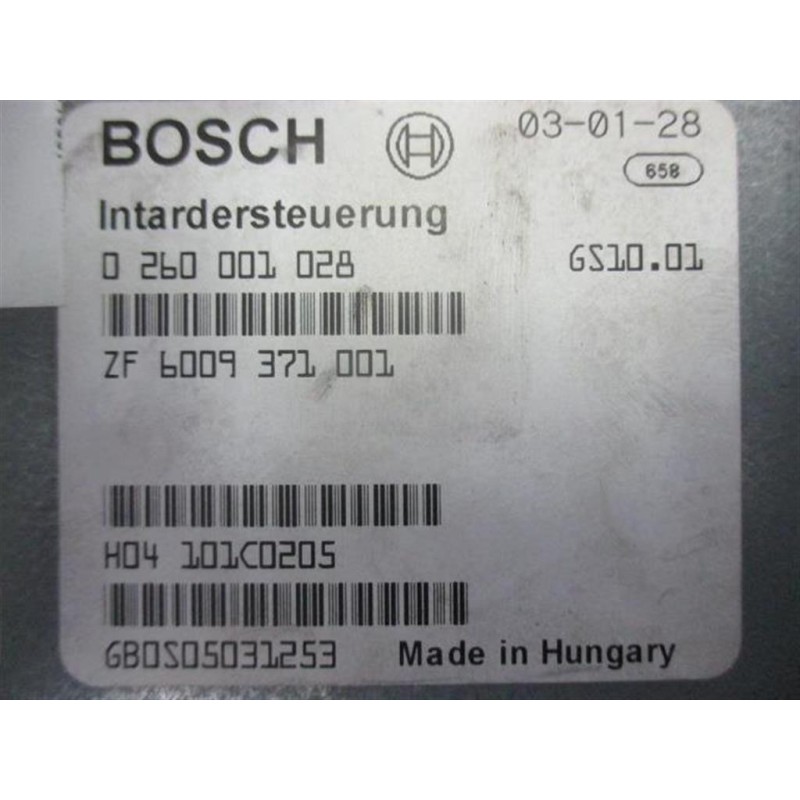 BOSCH 03-01-28
658
Intardersteuerung
0 260 001 028 GS10.01
ZF 6009 371 001
H04 101C0205
GB0S05031253 Made in Hungary